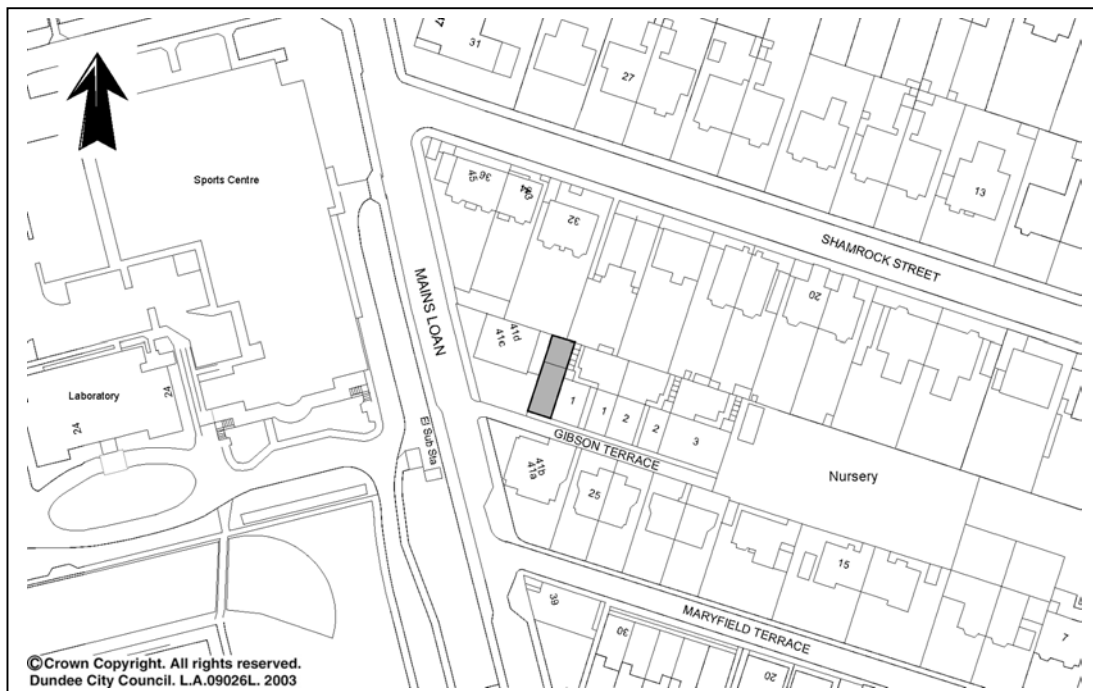 31
27
Sports Centre
13
45
36
32
SHAMROCK STREET
MAINS LOAN
20
41d
41c
Laboratory
24
24
1
1
2
2
3
El Sub Sta
GIBSON TERRACE
41b
41a
25
Nursery
15
39
30
MARYFIELD TERRACE
7
20
©Crown Copyright. All rights reserved.
Dundee City Council. L.A.09026L. 2003